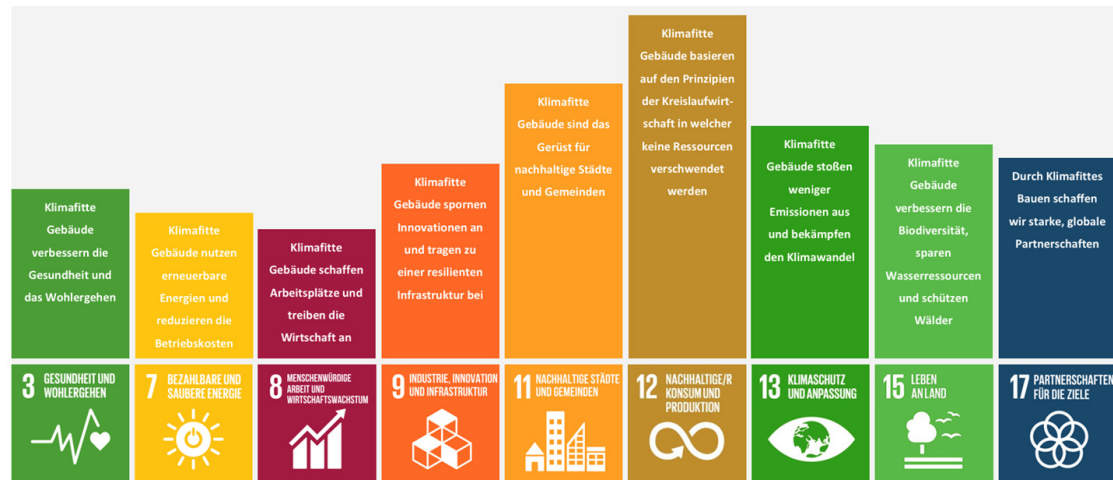 Klimafitte
Gebäude
verbessern die
Gesundheit und
das Wohlergehen
Klimafitte
Gebäude nutzen
erneuerbare
Energien und
reduzieren die
Betriebskosten
Klimafitte
Gebäude schaffen
Arbeitsplätze und
treiben die
Wirtschaft an
Klimafitte
Gebäude spornen
Innovationen an
und tragen zu
einer resilienten
Infrastruktur bei
Klimafitte
Gebäude sind das
Gerüst für
nachhaltige Städte
und Gemeinden
Klimafitte
Gebäude basieren
auf den Prinzipien
der Kreislaufwirt-
schaft in welcher
keine Ressourcen
verschwendet
werden
Klimafitte
Gebäude stoßen
weniger
Emissionen aus
und bekämpfen
den Klimawandel
Klimafitte
Gebäude
verbessern die
Biodiversität,
sparen
Wasserressourcen
und schützen
Wälder
Durch Klimafittes
Bauen schaffen
wir starke, globale
Partnerschaften
3 GESUNDHEIT UND
WOHLERGEHEN
7 BEZAHLBARE UND
SAUBERE ENERGIE
8 MENSCHENWÜRDIGE
ARBEIT UND
WIRTSCHAFTSWACHSTUM
9 INDUSTRIE, INNOVATION
UND INFRASTRUKTUR
11 NACHHALTIGE STÄDTE
UND GEMEINDEN
12 NACHHALTIGE/R
KONSUM UND
PRODUKTION
13 KLIMASCHUTZ
UND ANPASSUNG
15 LEBEN
AN LAND
17 PARTNERSCHAFTEN
FÜR DIE ZIELE